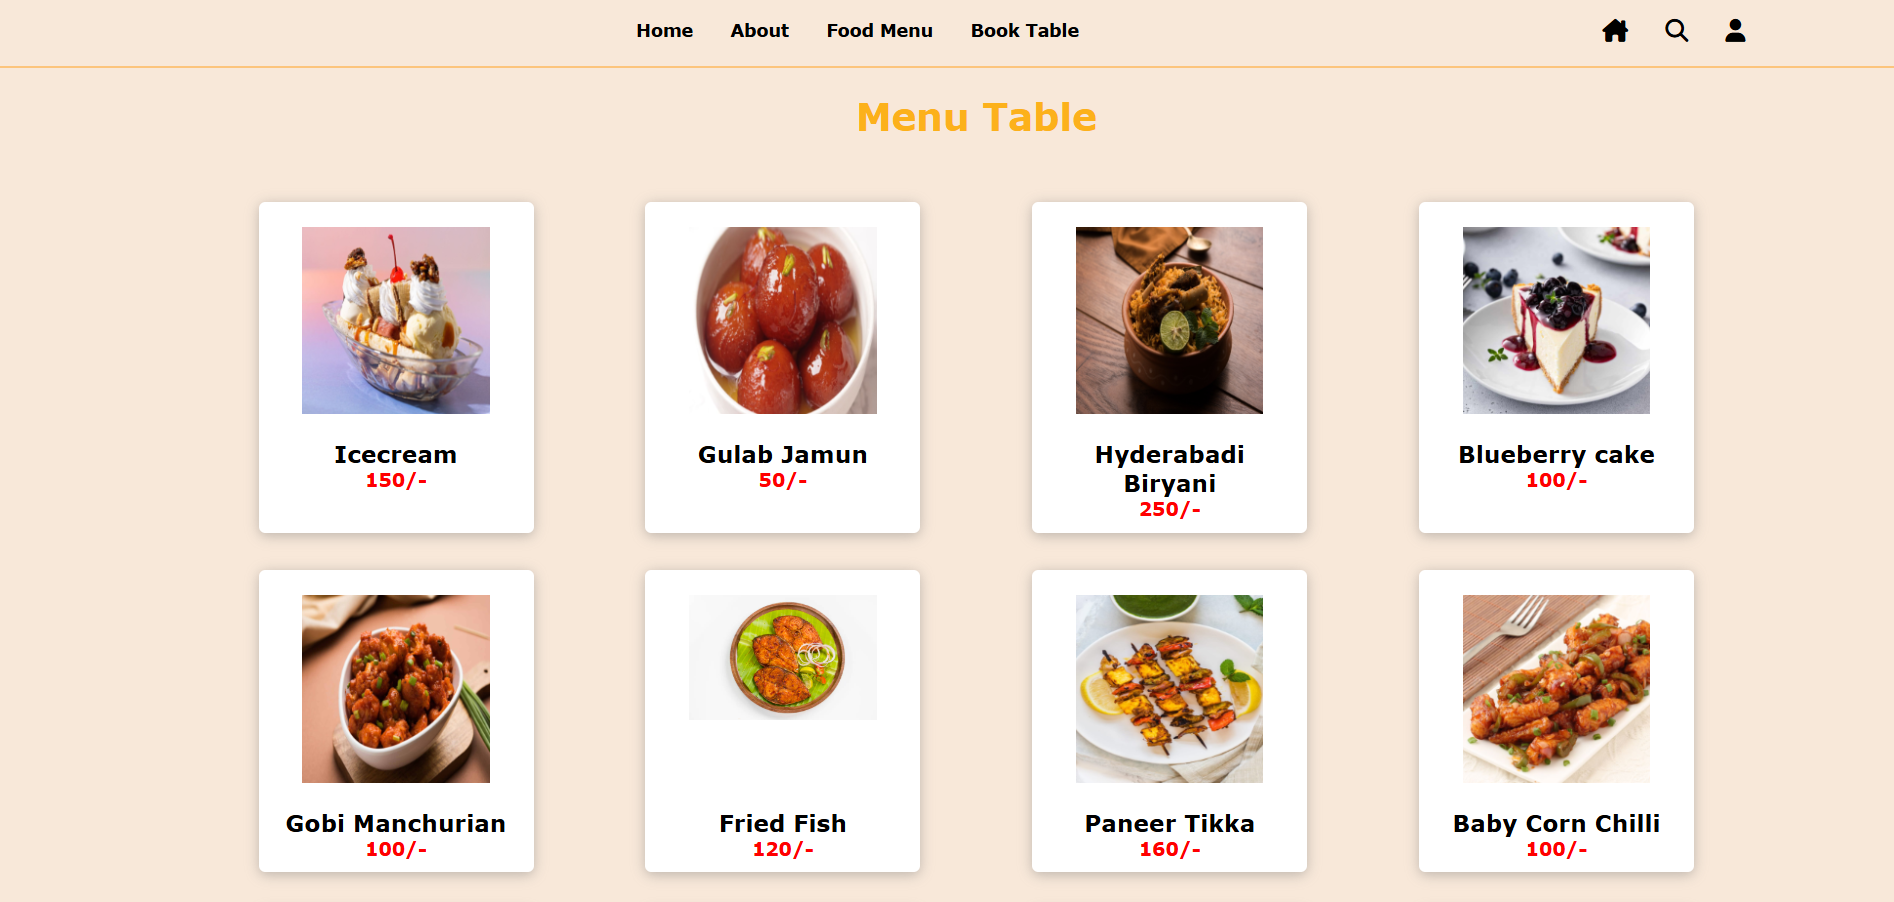 Home About Food Menu Book Table
Menu Table
Icecream
150/-
Gulab Jamun
50/-
Hyderabadi
Biryani
250/-
Blueberry cake
100/-
Gobi Manchurian
100/-
Fried Fish
120/-
Paneer Tikka
160/-
Baby Corn Chilli
100/-